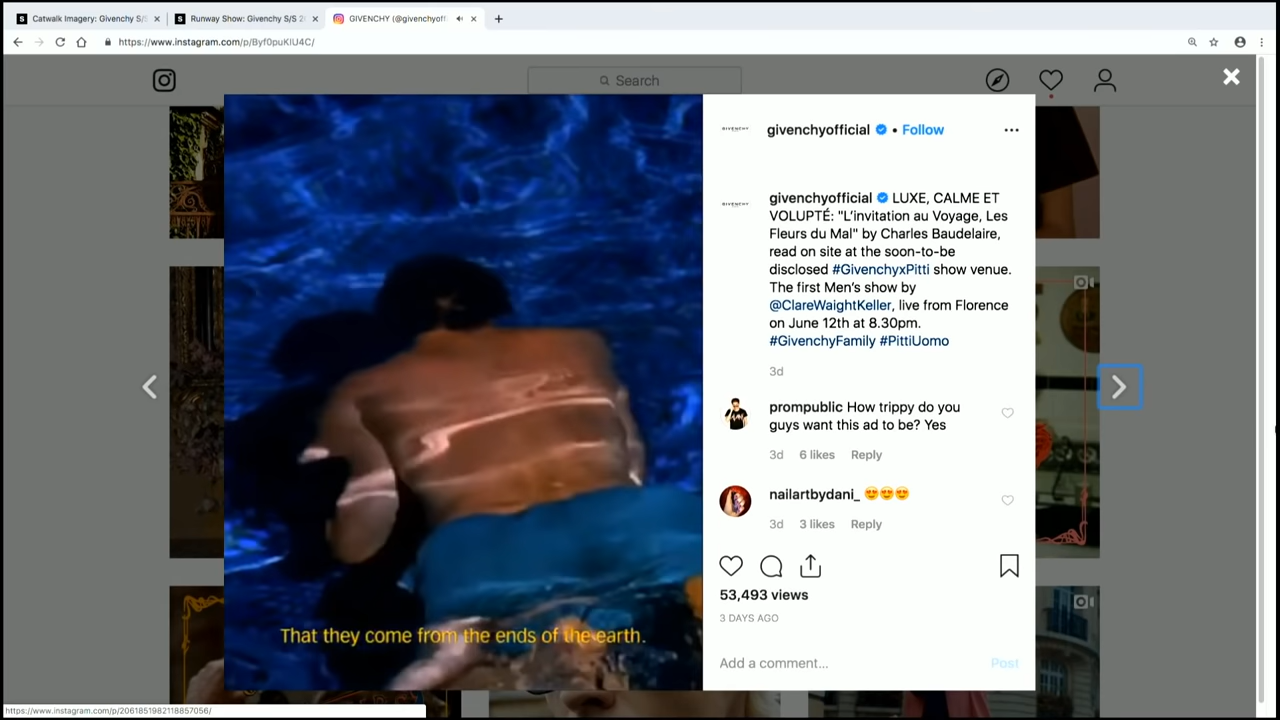 Catwalk Imagery: Givenchy S/S
Runway Show: Givenchy S/S 2
GIVENCHY (@givenchyoff
https://www.instagram.com/p/Byf0puKIU4C/
Search
GIVENCHY
givenchyofficial • Follow
GIVENCHY
givenchyofficial LUXE, CALME ET
VOLUPTÉ: "L'invitation au Voyage, Les
Fleurs du Mal" by Charles Baudelaire,
read on site at the soon-to-be
disclosed #GivenchyxPitti show venue.
The first Men's show by
@ClareWaightKeller, live from Florence
on June 12th at 8.30pm.
#GivenchyFamily #PittiUomo
3d
prompublic How trippy do you
guys want this ad to be? Yes
3d 6 likes Reply
nailartbydani_ 😍😍😍
3d 3 likes Reply
53,493 views
3 DAYS AGO
Add a comment... Post
That they come from the ends of the earth.
https://www.instagram.com/p/2061851982118857056/